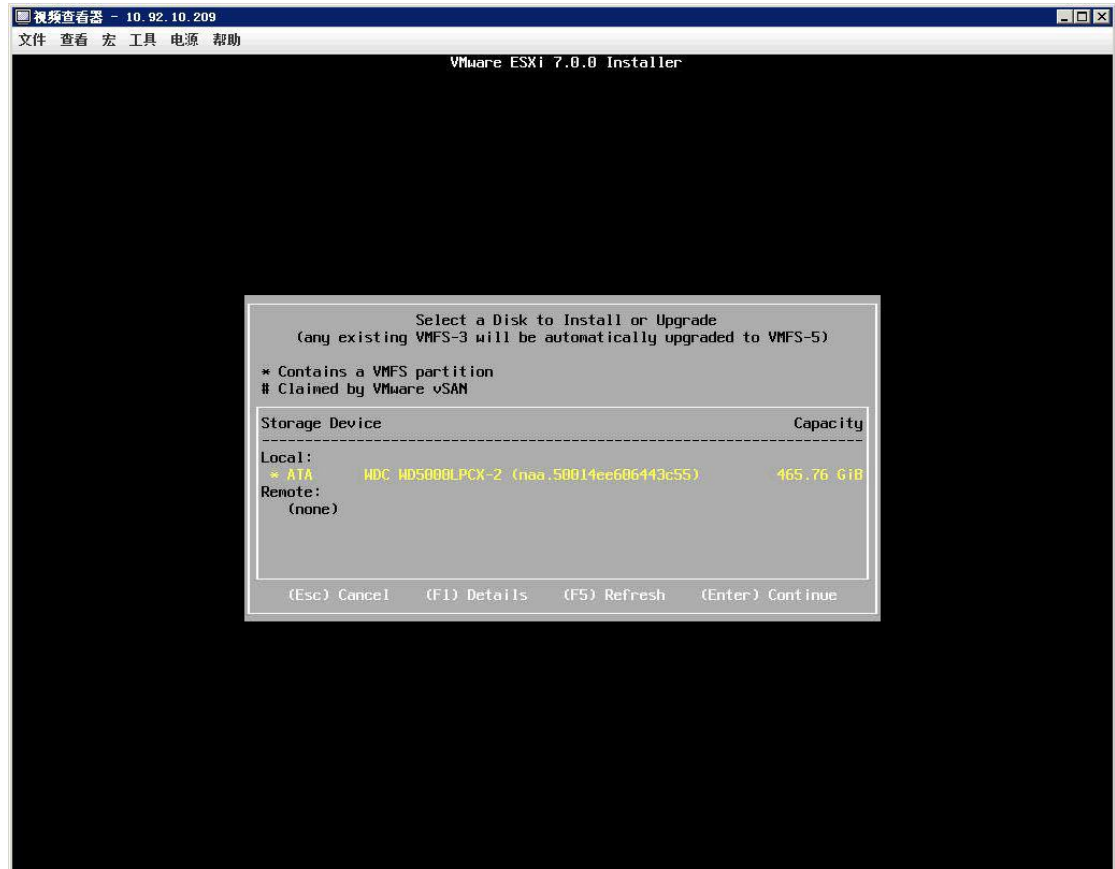 视频查看器 - 10.92.10.209
文件 查看 宏 工具 电源 帮助
VMware ESXi 7.0.0 Installer
Select a Disk to Install or Upgrade
(any existing VMFS-3 will be automatically upgraded to VMFS-5)
* Contains a VMFS partition
# Claimed by VMware vSAN
Storage Device Capacity
Local:
* ATA WDC WD5000LPCX-2 (naa.50014ee606443c55) 465.76 GiB
Remote:
(none)
(Esc) Cancel (F1) Details (F5) Refresh (Enter) Continue